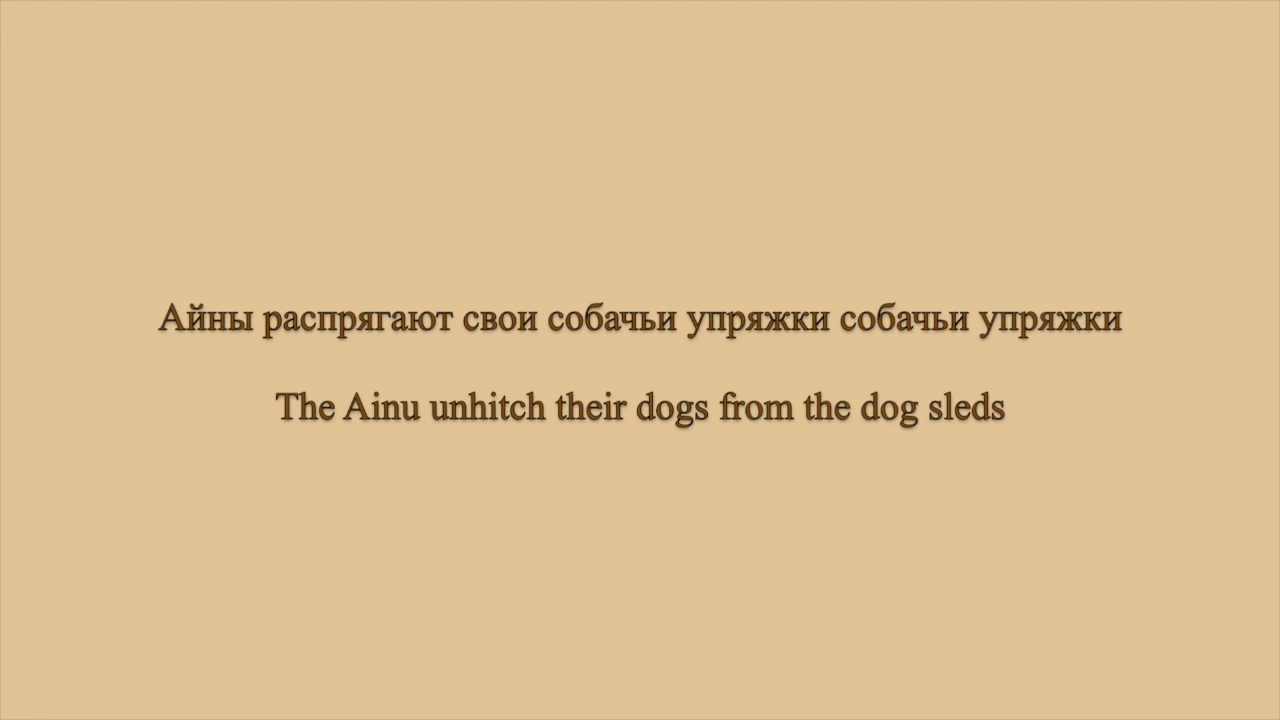 Айны распрягают свои собачьи упряжки собачьи упряжки
The Ainu unhitch their dogs from the dog sleds